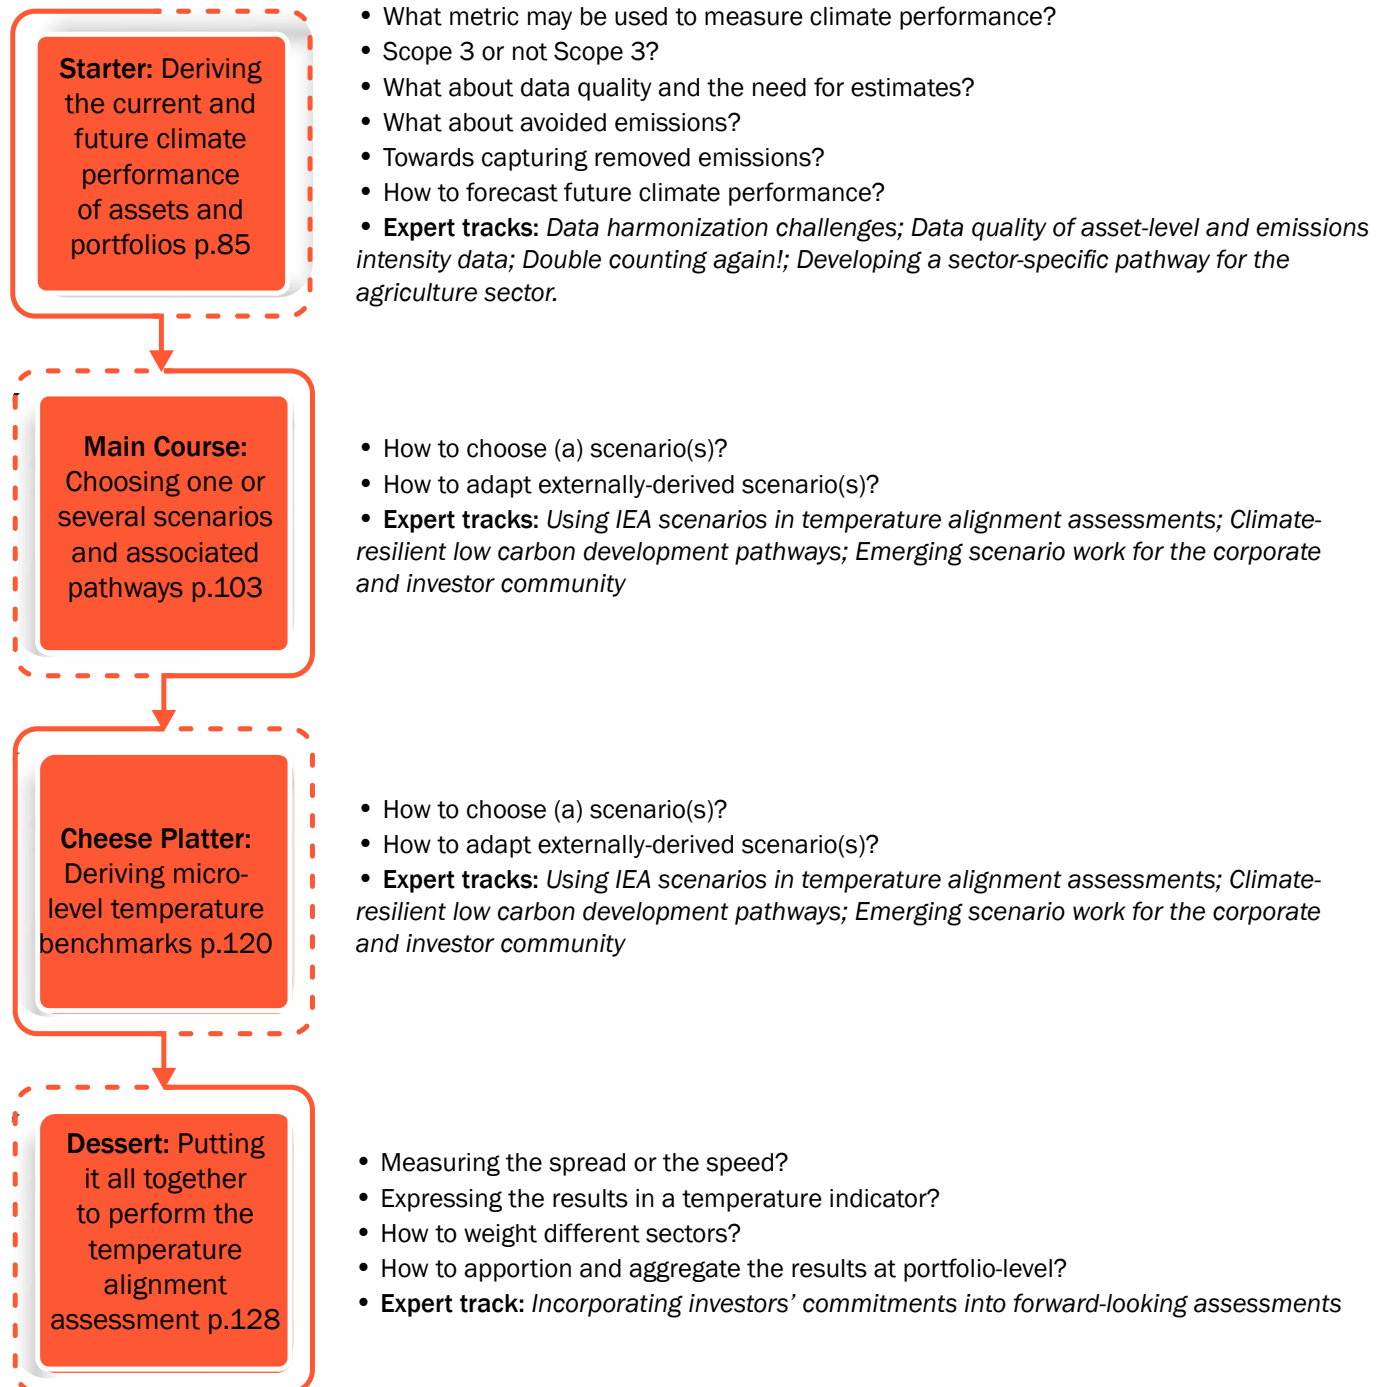 Starter: Deriving
the current and
future climate
performance
of assets and
portfolios p.85
• What metric may be used to measure climate performance?
• Scope 3 or not Scope 3?
• What about data quality and the need for estimates?
• What about avoided emissions?
• Towards capturing removed emissions?
• How to forecast future climate performance?
• Expert tracks: Data harmonization challenges; Data quality of asset-level and emissions
intensity data; Double counting again!; Developing a sector-specific pathway for the
agriculture sector.
Main Course:
Choosing one or
several scenarios
and associated
pathways p.103
• How to choose (a) scenario(s)?
• How to adapt externally-derived scenario(s)?
• Expert tracks: Using IEA scenarios in temperature alignment assessments; Climate-
resilient low carbon development pathways; Emerging scenario work for the corporate
and investor community
Cheese Platter:
Deriving micro-
level temperature
benchmarks p.120
• How to choose (a) scenario(s)?
• How to adapt externally-derived scenario(s)?
• Expert tracks: Using IEA scenarios in temperature alignment assessments; Climate-
resilient low carbon development pathways; Emerging scenario work for the corporate
and investor community
Dessert: Putting
it all together
to perform the
temperature
alignment
assessment p.128
• Measuring the spread or the speed?
• Expressing the results in a temperature indicator?
• How to weight different sectors?
• How to apportion and aggregate the results at portfolio-level?
• Expert track: Incorporating investors' commitments into forward-looking assessments